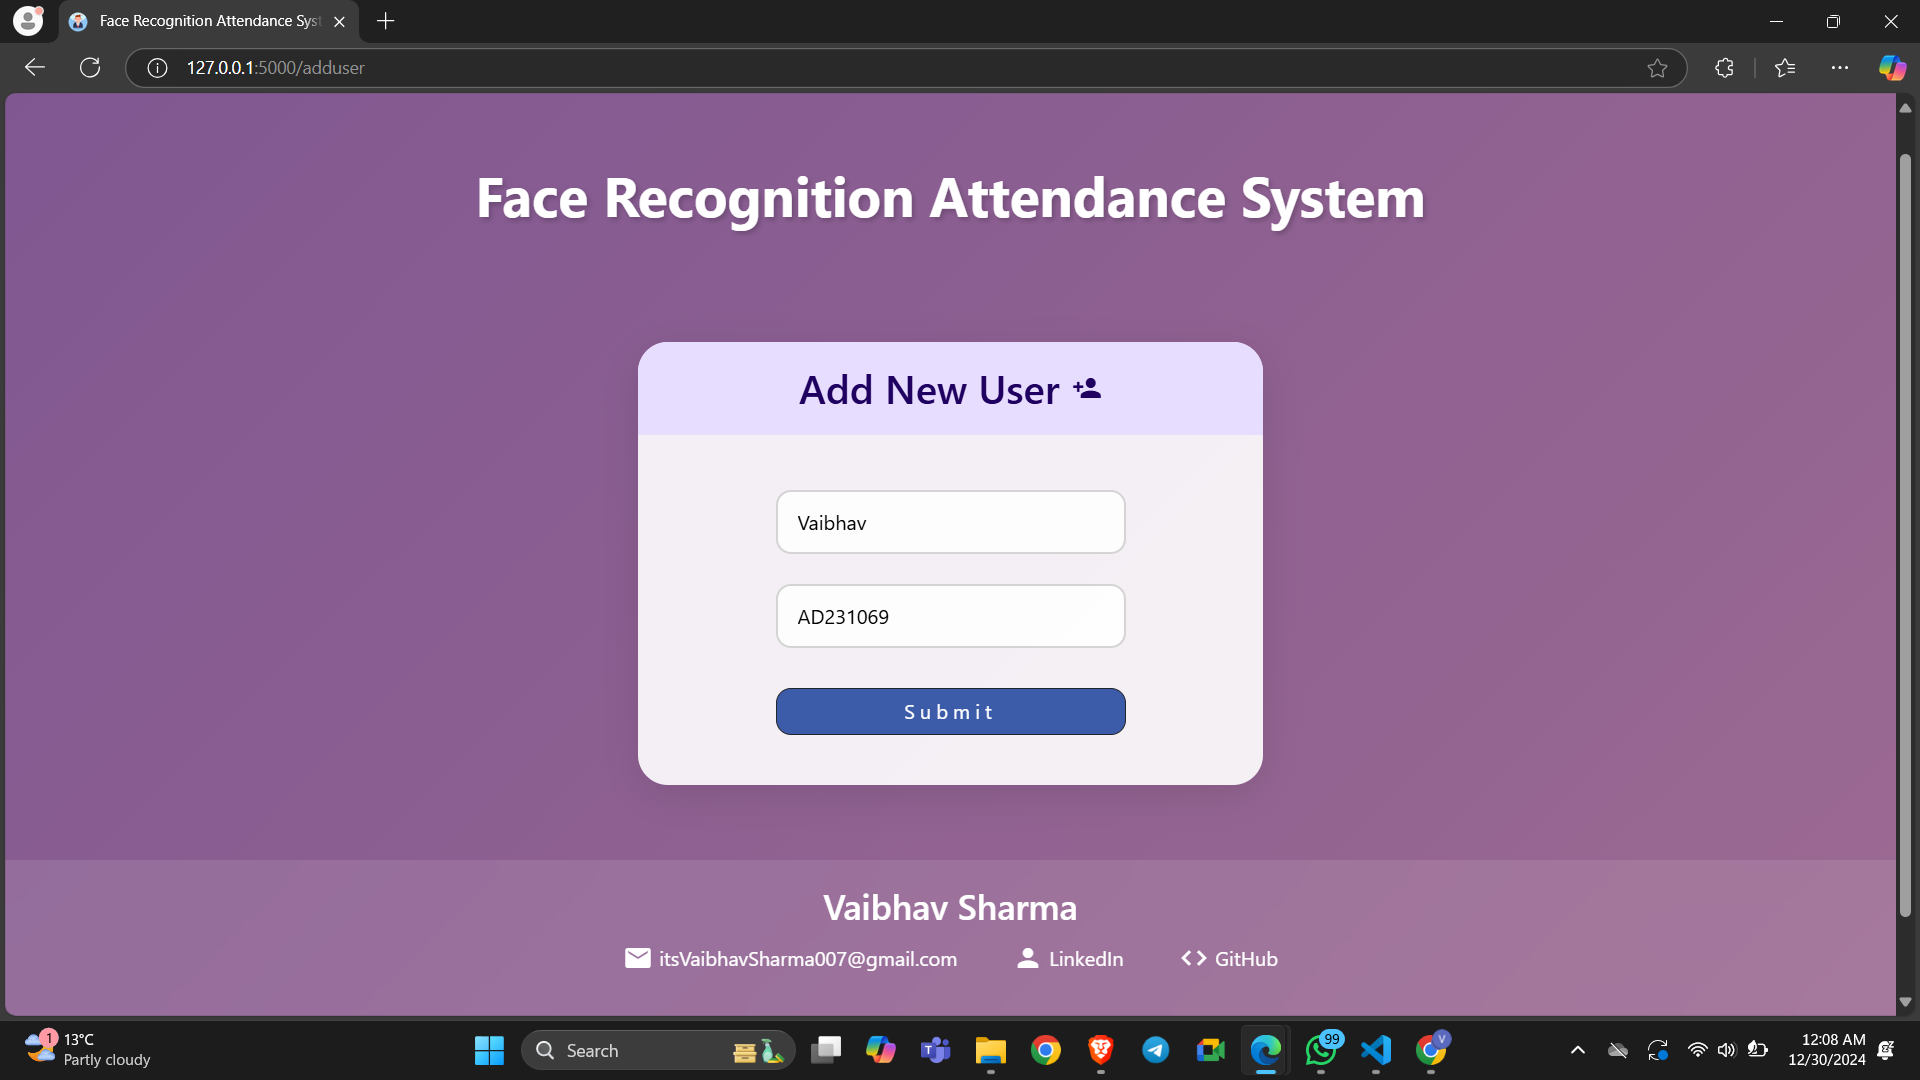 Face Recognition Attendance Syst
127.0.0.1:5000/adduser
Face Recognition Attendance System
Add New User
Vaibhav
AD231069
Submit
Vaibhav Sharma
itsVaibhavSharma007@gmail.com LinkedIn GitHub
1
13°C
Partly cloudy
Search
T
99
V
12:08 AM
12/30/2024